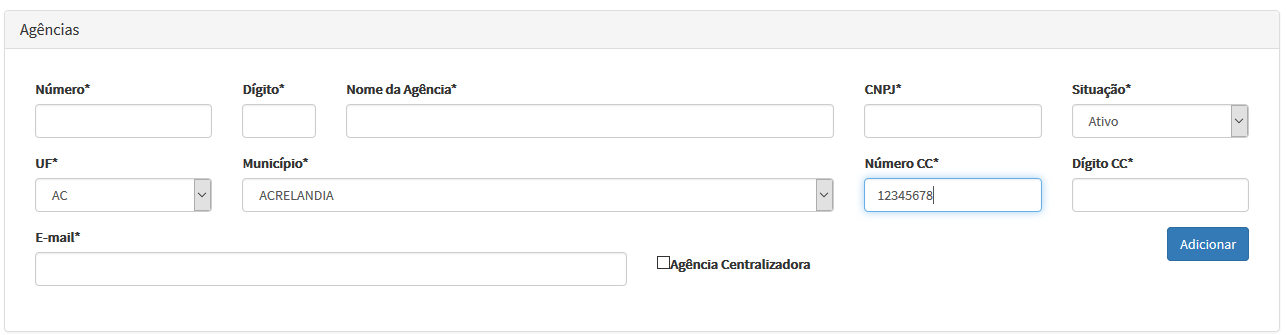 Agências
Número* Dígito* Nome da Agência* CNPJ* Situação*
Ativo
UF* Município* Número CC* Dígito CC*
AC ACRELANDIA 12345678
E-mail*
Agência Centralizadora
Adicionar